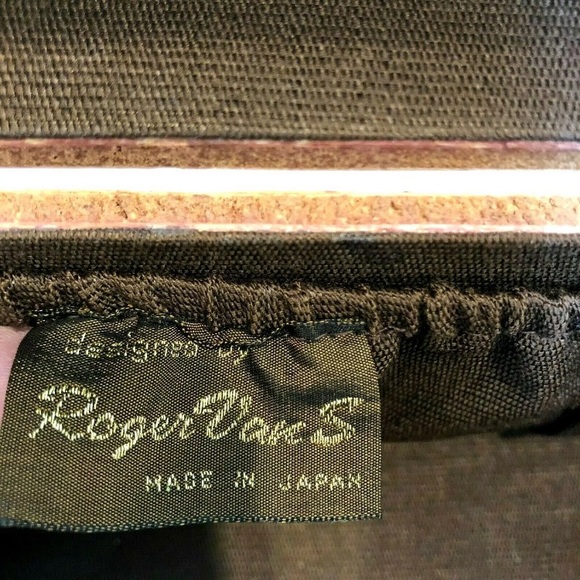 designed by
Roger Van S
MADE IN JAPAN